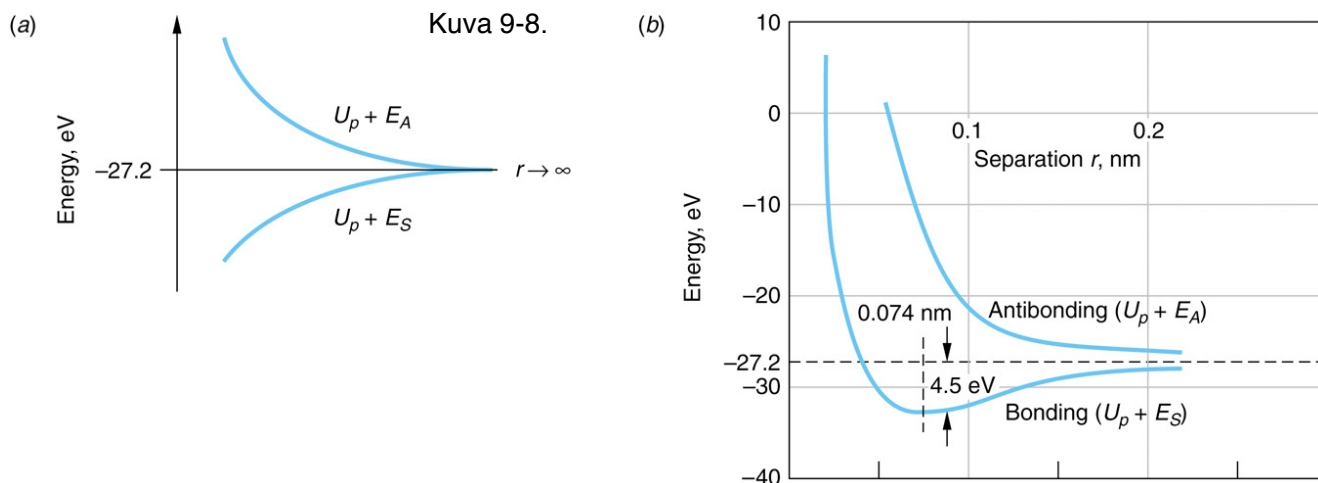 (a)
Kuva 9-8.
Energy, eV
U_p + E_A
–27.2
r → ∞
U_p + E_S
(b)
10
0
0.1
0.2
Separation r, nm
–10
Energy, eV
–20
0.074 nm
Antibonding (U_p + E_A)
–27.2
4.5 eV
–30
Bonding (U_p + E_S)
–40